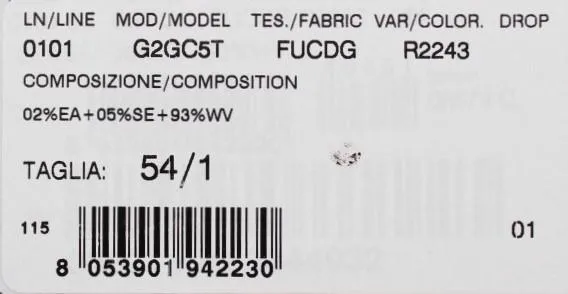 LN/LINE MOD/MODEL TES./FABRIC VAR/COLOR. DROP
0101 G2GC5T FUCDG R2243
COMPOSIZIONE/COMPOSITION
02%EA+05%SE+93%WV
TAGLIA: 54/1
115 01
8 053901 942230